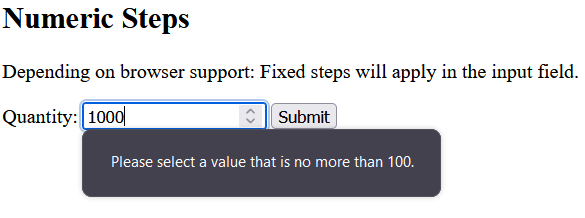 Numeric Steps
Depending on browser support: Fixed steps will apply in the input field.
Quantity: 1000 Submit
Please select a value that is no more than 100.